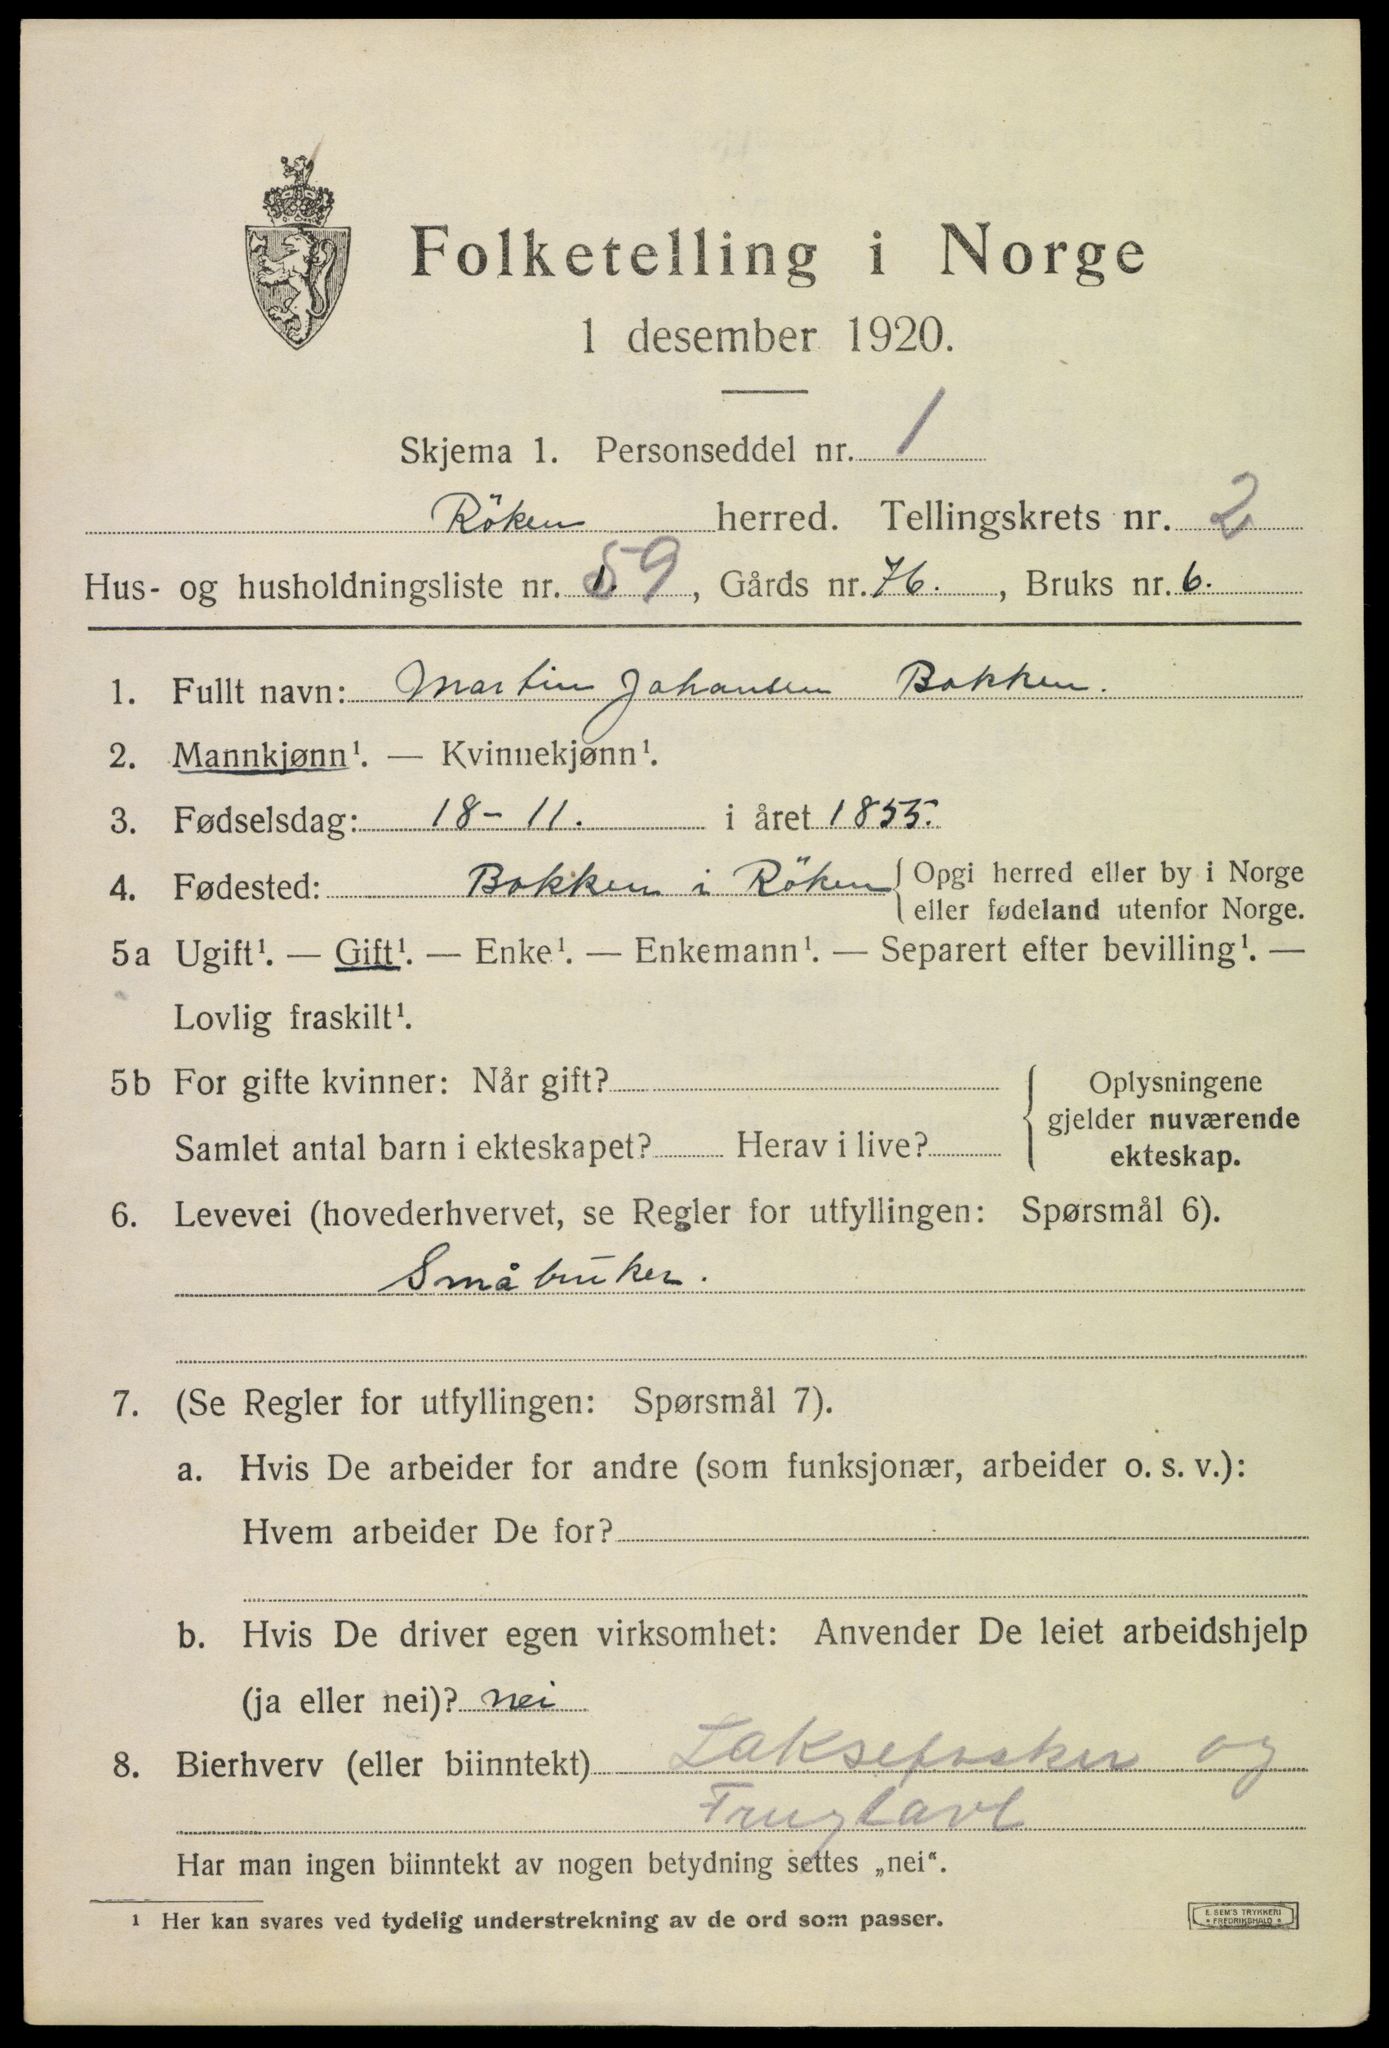 Folketelling i Norge
1 desember 1920.
Skjema 1. Personseddel nr. 1
Röken herred. Tellingskrets nr. 2
Hus- og husholdningsliste nr. 59, Gårds nr. 76., Bruks nr. 6.
1. Fullt navn: Martin Johansen Bakken.
2. Mannkjønn¹. — Kvinnekjønn¹.
3. Fødselsdag: 18-11. i året 1855.
4. Fødested: Bakken i Röken { Opgi herred eller by i Norge
eller fødeland utenfor Norge.
5a Ugift¹. — Gift¹. — Enke¹. — Enkemann¹. — Separert efter bevilling¹. —
Lovlig fraskilt¹.
5b For gifte kvinner: Når gift?
Samlet antal barn i ekteskapet? Herav i live?
{ Oplysningene
gjelder nuværende
ekteskap.
6. Levevei (hovederhvervet, se Regler for utfyllingen: Spørsmål 6).
Småbruker.
7. (Se Regler for utfyllingen: Spørsmål 7).
a. Hvis De arbeider for andre (som funksjonær, arbeider o. s. v.):
Hvem arbeider De for?
b. Hvis De driver egen virksomhet: Anvender De leiet arbeidshjelp
(ja eller nei)? nei
8. Bierhverv (eller biinntekt) Laksefisker og
Har man ingen biinntekt av nogen betydning settes „nei“.
¹ Her kan svares ved tydelig understrekning av de ord som passer.
E. SEM'S TRYKKERI
* FREDRIKSHALD *